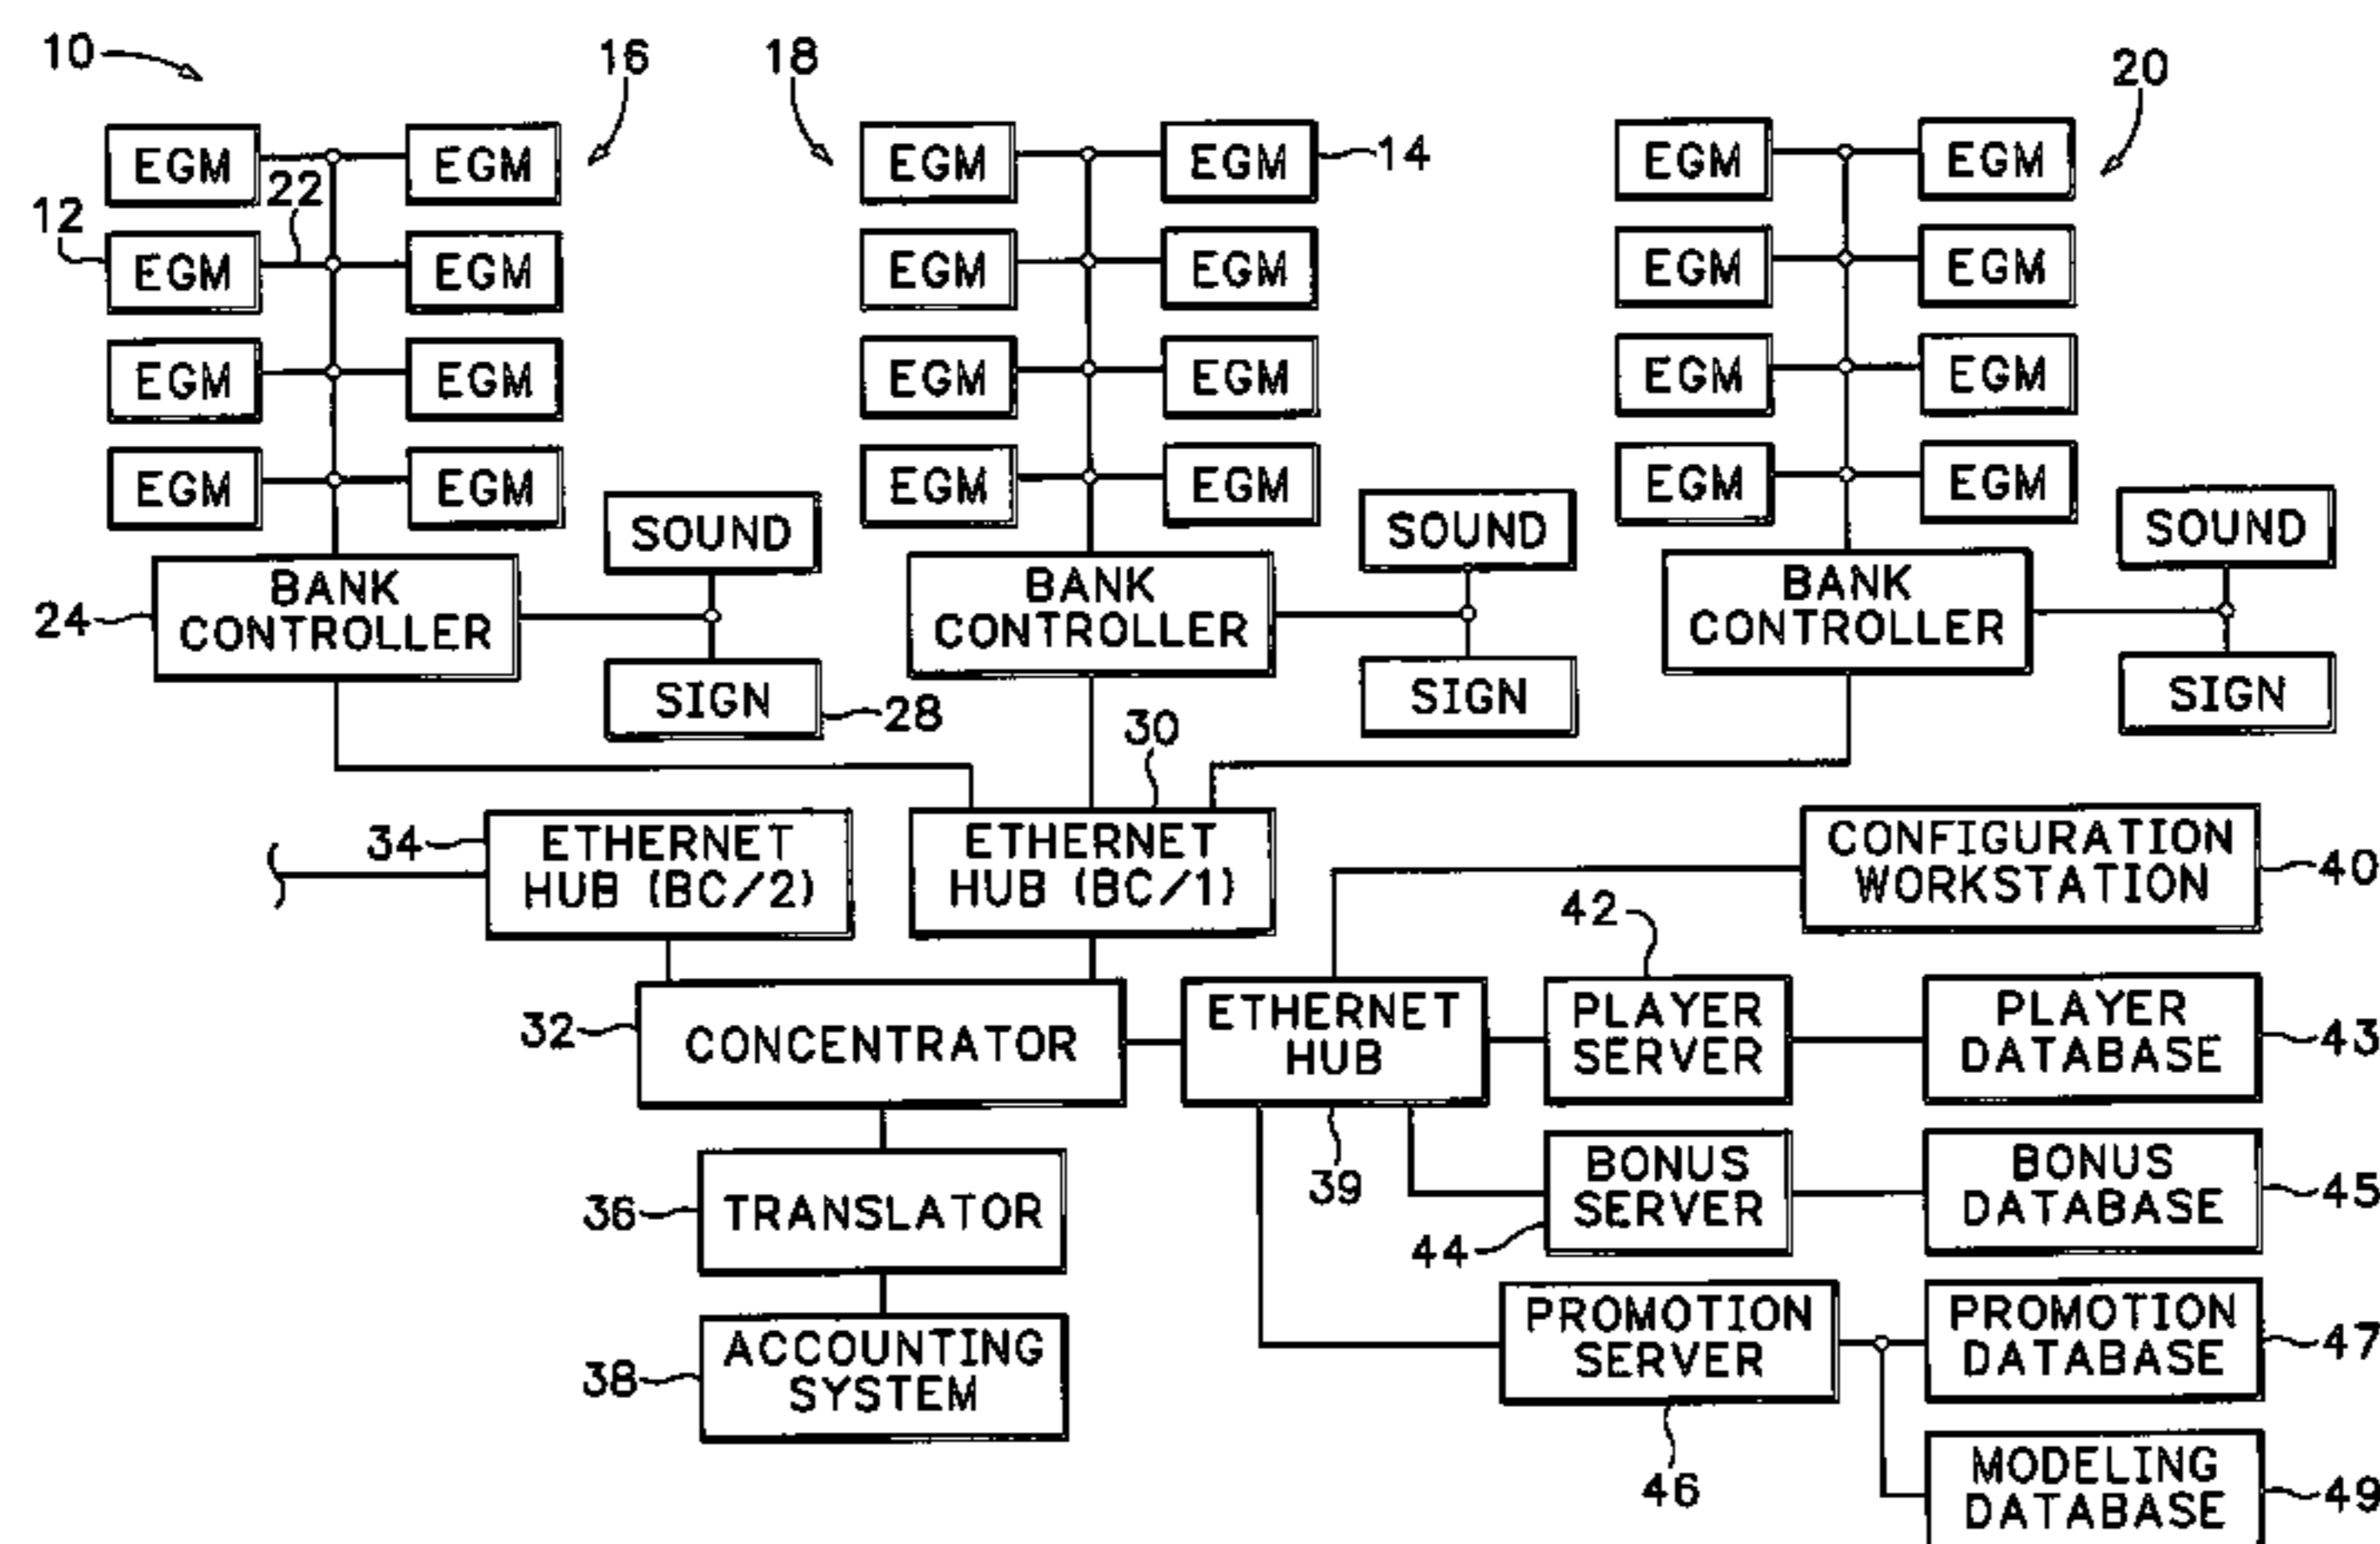 10
16
18
20
EGM EGM EGM EGM 14 EGM EGM
22
12 EGM EGM EGM EGM EGM EGM
EGM EGM EGM EGM EGM EGM
EGM EGM EGM EGM EGM EGM
SOUND SOUND SOUND
24 BANK
CONTROLLER
BANK
CONTROLLER
BANK
CONTROLLER
SIGN 28 SIGN SIGN
30
34 ETHERNET
HUB (BC/2)
ETHERNET
HUB (BC/1)
CONFIGURATION
WORKSTATION 40
42
32 CONCENTRATOR
ETHERNET
HUB
39
PLAYER
SERVER
PLAYER
DATABASE 43
36 TRANSLATOR
44 BONUS
SERVER
BONUS
DATABASE 45
38 ACCOUNTING
SYSTEM
PROMOTION
SERVER
46
PROMOTION
DATABASE 47
MODELING
DATABASE 49